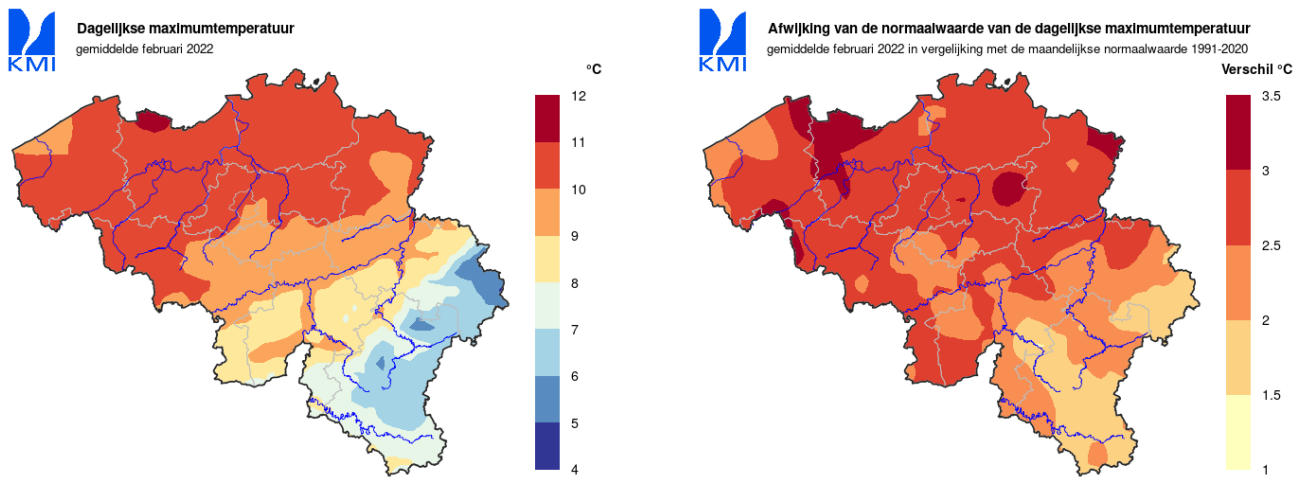 KMI
Dagelijkse maximumtemperatuur
gemiddelde februari 2022
°C
12
11
10
9
8
7
6
5
4
KMI
Afwijking van de normaalwaarde van de dagelijkse maximumtemperatuur
gemiddelde februari 2022 in vergelijking met de maandelijkse normaalwaarde 1991-2020
Verschil °C
3.5
3
2.5
2
1.5
1